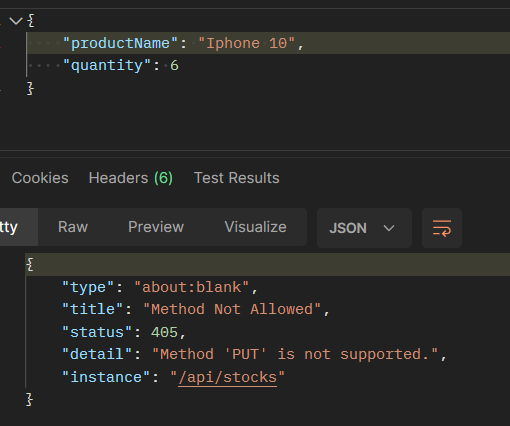 {
"productName": "Iphone 10",
"quantity": 6
}
Cookies Headers (6) Test Results
tty Raw Preview Visualize JSON
{
"type": "about:blank",
"title": "Method Not Allowed",
"status": 405,
"detail": "Method 'PUT' is not supported.",
"instance": "/api/stocks"
}